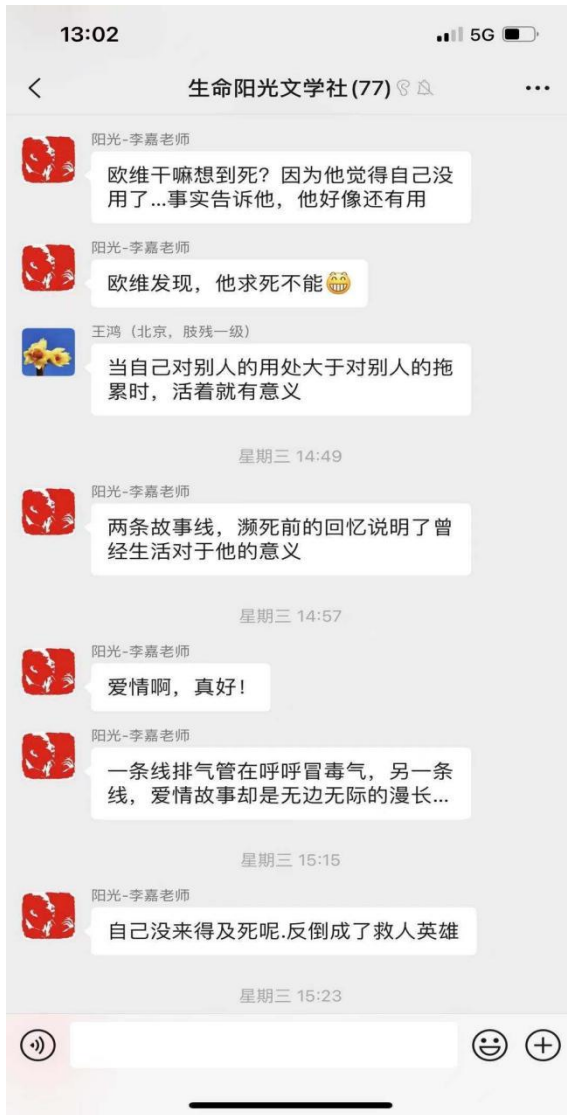 13:02
5G
生命阳光文学社(77)
阳光-李嘉老师
欧维干嘛想到死？因为他觉得自己没
用了...事实告诉他，他好像还有用
阳光-李嘉老师
欧维发现，他求死不能
王鸿（北京，肢残一级）
当自己对别人的用处大于对别人的拖
累时，活着就有意义
星期三 14:49
阳光-李嘉老师
两条故事线，濒死前的回忆说明了曾
经生活对于他的意义
星期三 14:57
阳光-李嘉老师
爱情啊，真好！
阳光-李嘉老师
一条线排气管在呼呼冒毒气，另一条
线，爱情故事却是无边无际的漫长...
星期三 15:15
阳光-李嘉老师
自己没来得及死呢.反倒成了救人英雄
星期三 15:23